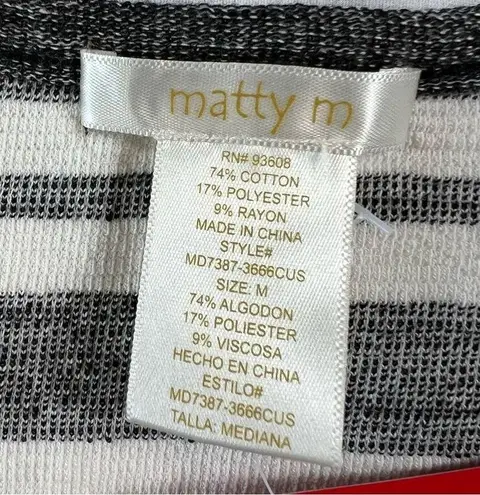 matty m
RN# 93608
74% COTTON
17% POLYESTER
9% RAYON
MADE IN CHINA
STYLE#
MD7387-3666CUS
SIZE: M
74% ALGODON
17% POLIESTER
9% VISCOSA
HECHO EN CHINA
ESTILO#
MD7387-3666CUS
TALLA: MEDIANA